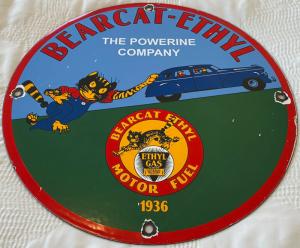 BEARCAT-ETHYL
THE POWERINE
COMPANY
BEARCAT ETHYL
ETHYL
GAS
MOTOR FUEL
1936